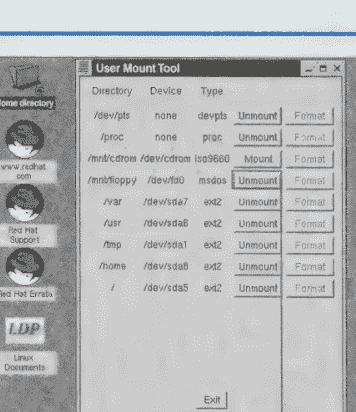 User Mount Tool
Directory Device Type
/dev/pts none devpts Unmount Format
/proc none proc Unmount Format
/mnt/cdrom /dev/cdrom iso9660 Mount Format
/mnt/floppy /dev/fd0 msdos Unmount Format
/var /dev/sda7 ext2 Unmount Format
/usr /dev/sda6 ext2 Unmount Format
/tmp /dev/sda1 ext2 Unmount Format
/home /dev/sda8 ext2 Unmount Format
/ /dev/sda5 ext2 Unmount Format
Exit
Home directory
www.redhat
com
Red Hat
Support
Red Hat Errata
LDP
Linux
Documents